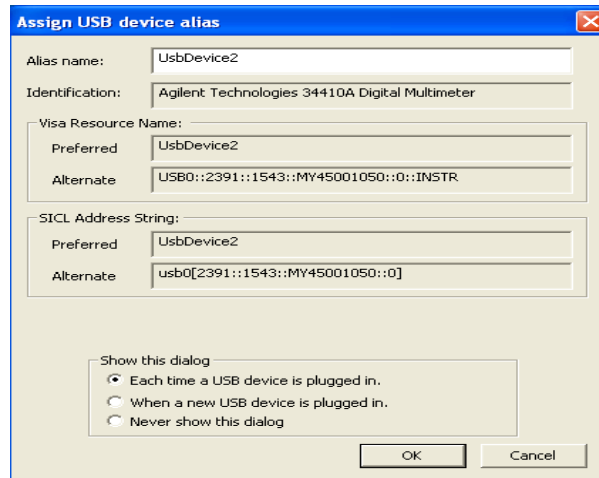 Assign USB device alias
Alias name: UsbDevice2
Identification: Agilent Technologies 34410A Digital Multimeter
Visa Resource Name:
Preferred UsbDevice2
Alternate USB0::2391::1543::MY45001050::0::INSTR
SICL Address String:
Preferred UsbDevice2
Alternate usb0[2391::1543::MY45001050::0]
Show this dialog
Each time a USB device is plugged in.
When a new USB device is plugged in.
Never show this dialog
OK Cancel